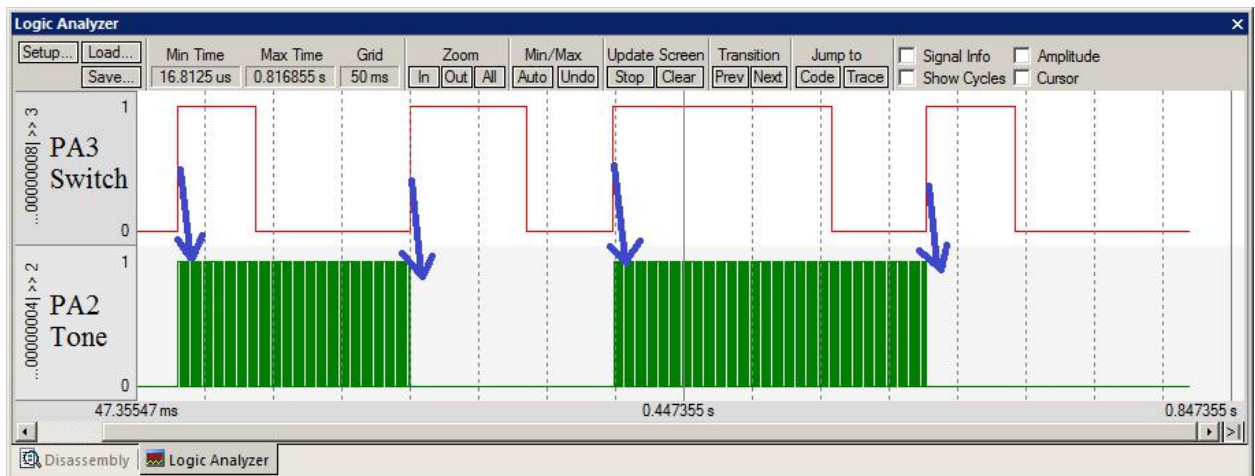 Logic Analyzer
Setup... Load... Min Time Max Time Grid Zoom Min/Max Update Screen Transition Jump to Signal Info Amplitude
Save... 16.8125 us 0.816855 s 50 ms In Out All Auto Undo Stop Clear Prev Next Code Trace Show Cycles Cursor
1
...00000008| >> 3
PA3
Switch
0
1
...00000004| >> 2
PA2
Tone
0
47.35547 ms 0.447355 s 0.847355 s
Disassembly Logic Analyzer